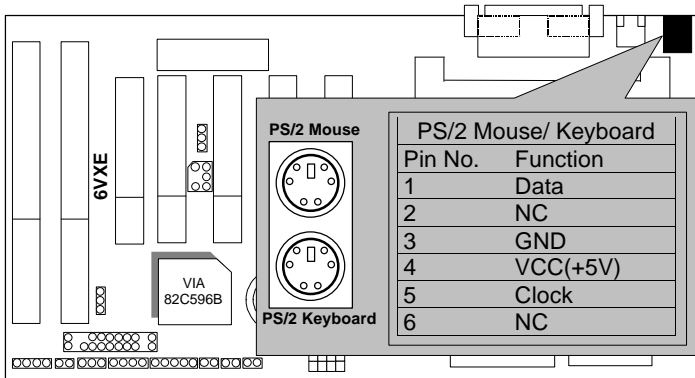 6VXE
VIA
82C596B
PS/2 Mouse
PS/2 Keyboard
PS/2 Mouse/ Keyboard
Pin No. Function
1 Data
2 NC
3 GND
4 VCC(+5V)
5 Clock
6 NC